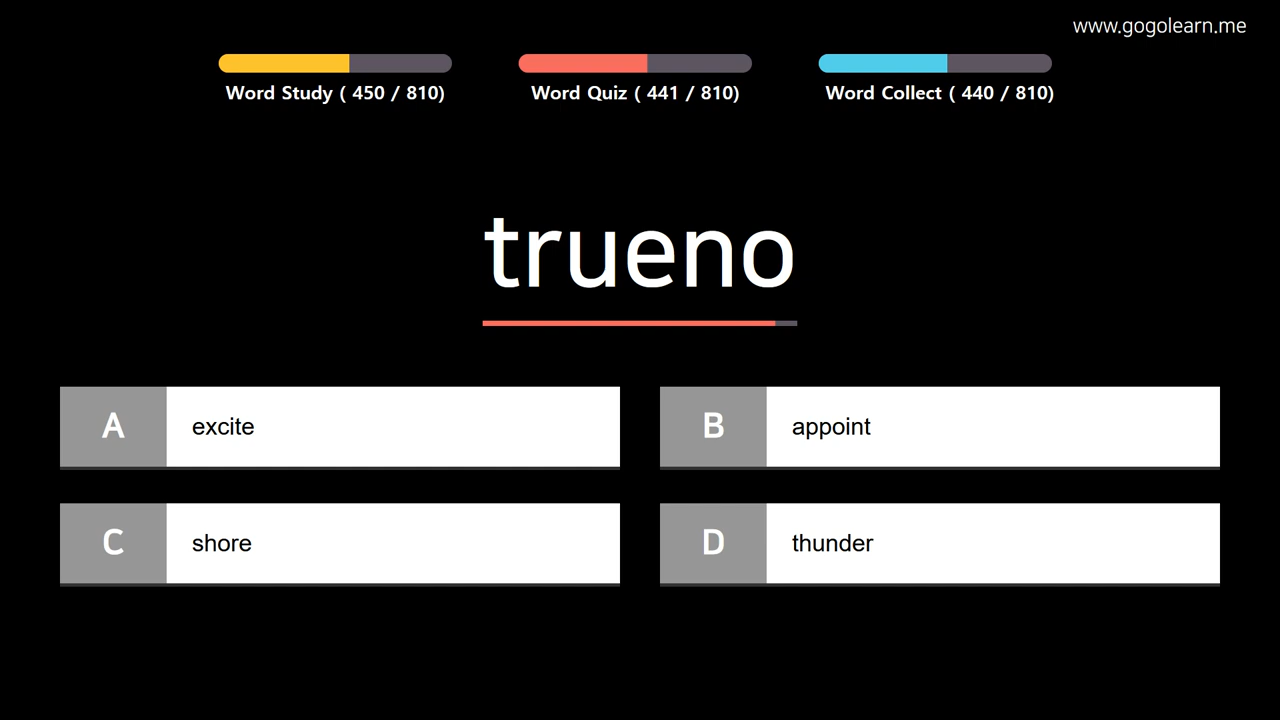 www.gogolearn.me
Word Study ( 450 / 810)
Word Quiz ( 441 / 810)
Word Collect ( 440 / 810)
trueno
A excite
B appoint
C shore
D thunder